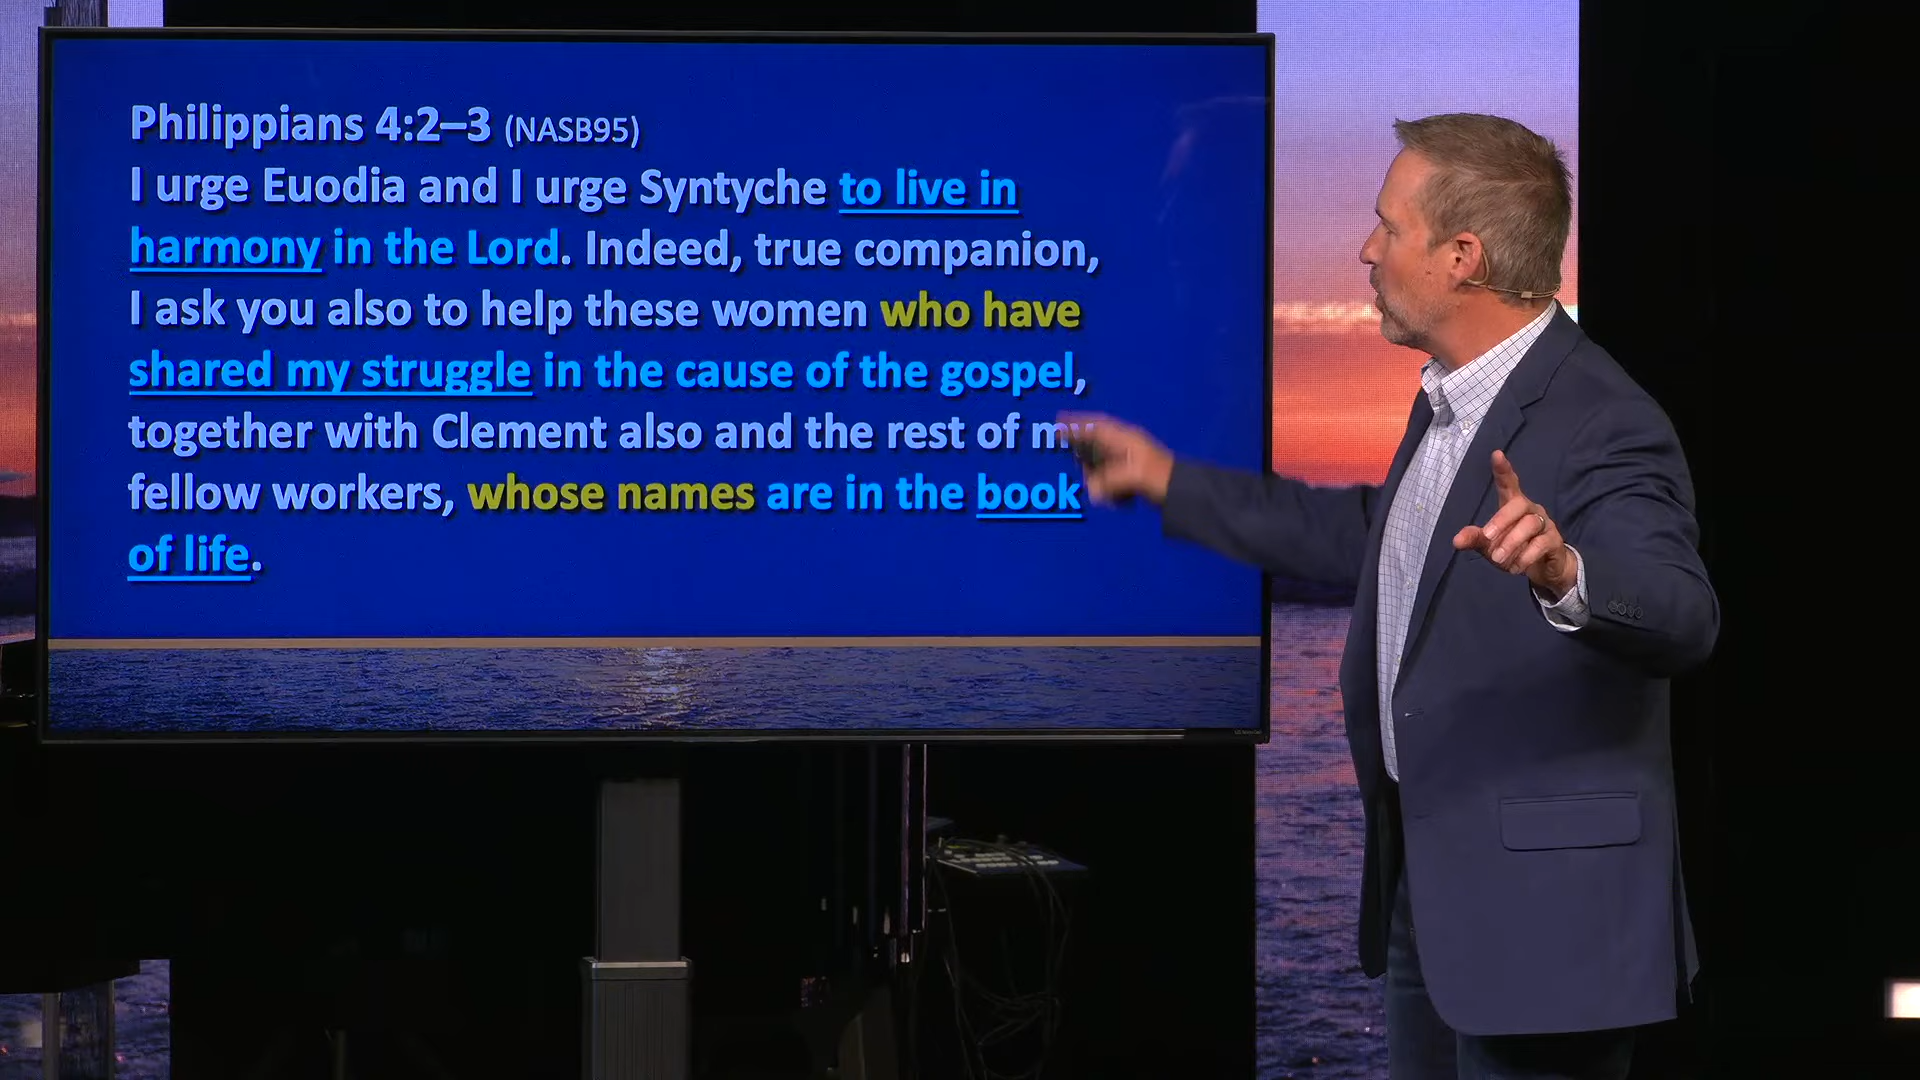 Philippians 4:2–3 (NASB95)
I urge Euodia and I urge Syntyche to live in
harmony in the Lord. Indeed, true companion,
I ask you also to help these women who have
shared my struggle in the cause of the gospel,
together with Clement also and the rest of my
fellow workers, whose names are in the book
of life.